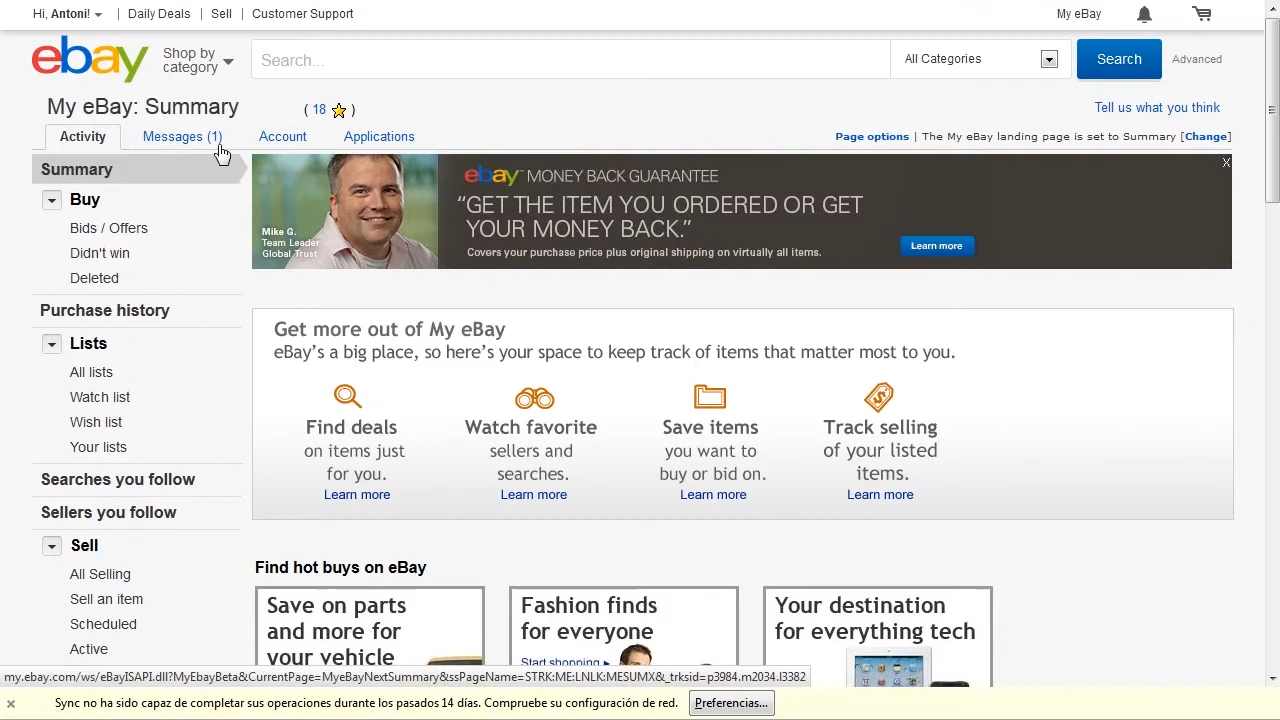 Hi, Antoni! Daily Deals Sell Customer Support My eBay
ebay Shop by category Search... All Categories Search Advanced
My eBay: Summary ( 18 ) Tell us what you think
Activity Messages (1) Account Applications Page options | The My eBay landing page is set to Summary [Change]
Summary
Buy
Bids / Offers
Didn't win
Deleted
Purchase history
Lists
All lists
Watch list
Wish list
Your lists
Searches you follow
Sellers you follow
Sell
All Selling
Sell an item
Scheduled
Active
X
ebay MONEY BACK GUARANTEE
“GET THE ITEM YOU ORDERED OR GET
YOUR MONEY BACK.”
Covers your purchase price plus original shipping on virtually all items.
Learn more
Mike G.
Team Leader
Global Trust
Get more out of My eBay
eBay’s a big place, so here’s your space to keep track of items that matter most to you.
Find deals
on items just
for you.
Learn more
Watch favorite
sellers and
searches.
Learn more
Save items
you want to
buy or bid on.
Learn more
Track selling
of your listed
items.
Learn more
Find hot buys on eBay
Save on parts
and more for
your vehicle
Fashion finds
for everyone
Start shopping
Your destination
for everything tech
my.ebay.com/ws/eBayISAPI.dll?MyEbayBeta&CurrentPage=MyeBayNextSummary&ssPageName=STRK:ME:LNLK:MESUMX&_trksid=p3984.m2034.l3382
Sync no ha sido capaz de completar sus operaciones durante los pasados 14 días. Compruebe su configuración de red. Preferencias...